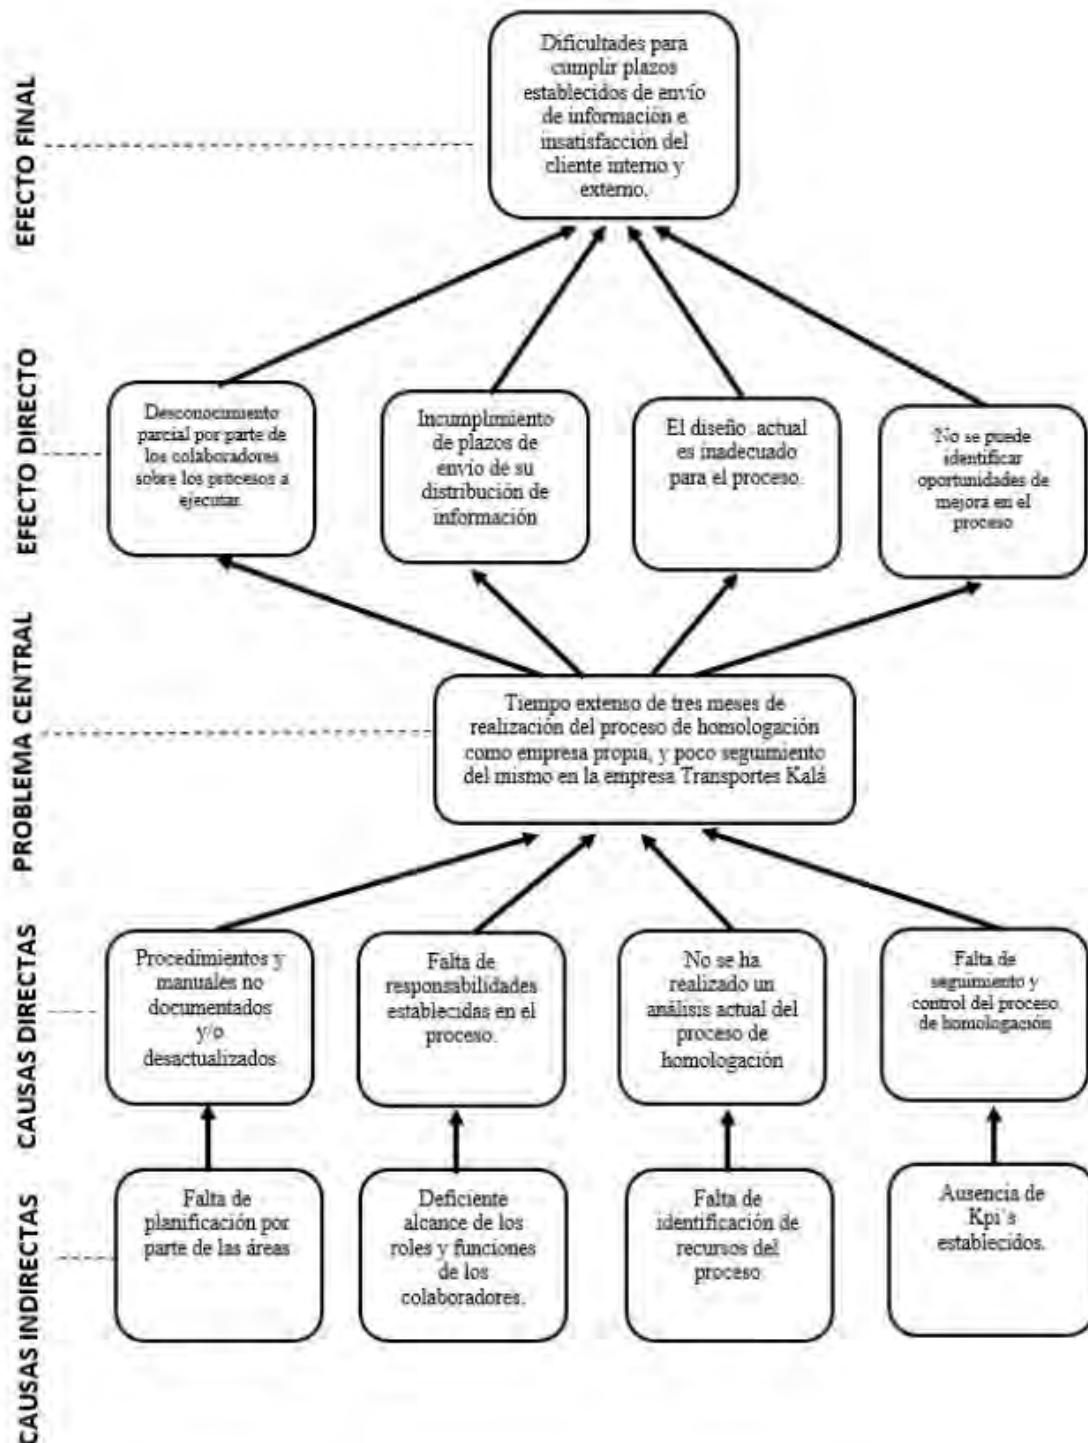 EFECTO FINAL
Dificultades para
cumplir plazos
establecidos de envío
de información e
insatisfacción del
cliente interno y
externo.
EFECTO DIRECTO
Desconocimiento
parcial por parte de
los colaboradores
sobre los procesos a
ejecutar.
Incumplimiento
de plazos de
envío de su
distribución de
información
El diseño actual
es inadecuado
para el proceso.
No se puede
identificar
oportunidades de
mejora en el
proceso
PROBLEMA CENTRAL
Tiempo extenso de tres meses de
realización del proceso de homologación
como empresa propia, y poco seguimiento
del mismo en la empresa Transportes Kalá
CAUSAS DIRECTAS
Procedimientos y
manuales no
documentados
y/o
desactualizados.
Falta de
responsabilidades
establecidas en el
proceso.
No se ha
realizado un
análisis actual del
proceso de
homologación
Falta de
seguimiento y
control del proceso
de homologación
CAUSAS INDIRECTAS
Falta de
planificación por
parte de las áreas
Deficiente
alcance de los
roles y funciones
de los
colaboradores.
Falta de
identificación de
recursos del
proceso
Ausencia de
Kpi´s
establecidos.